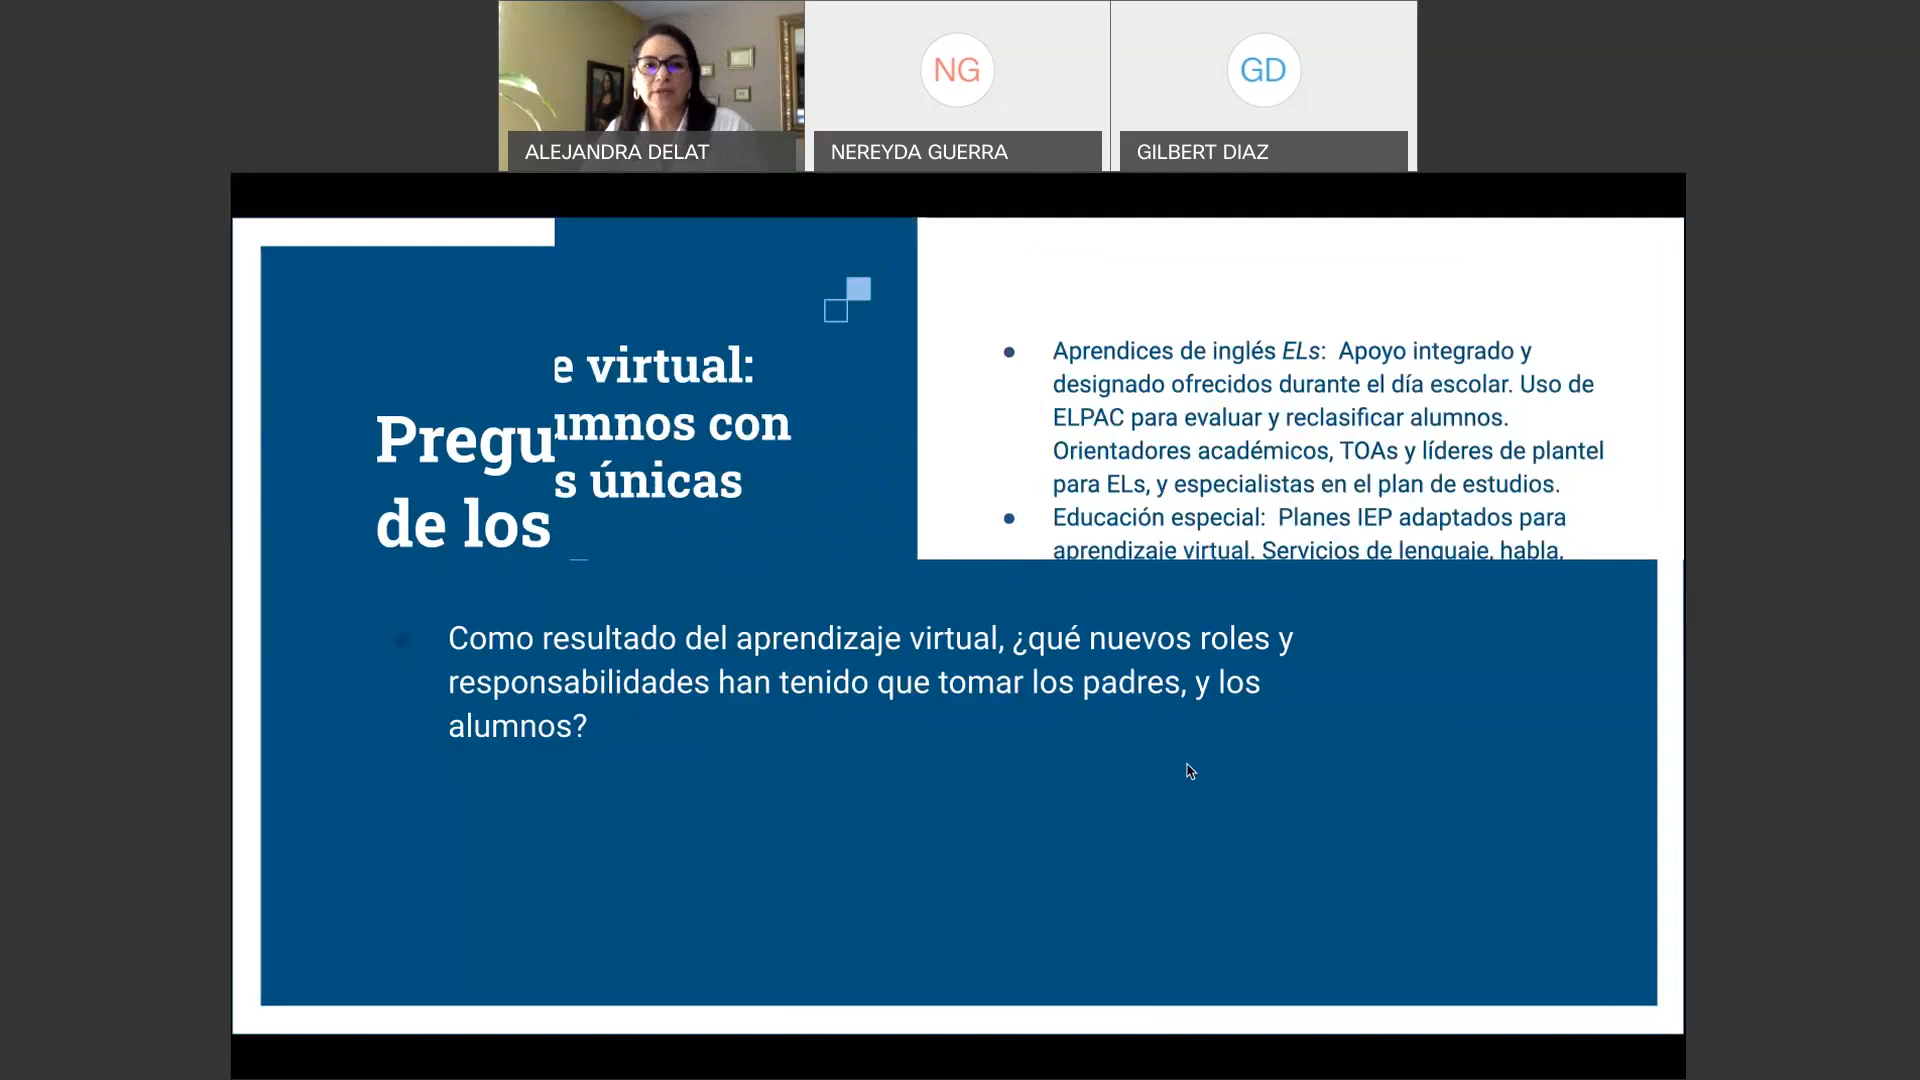 NG
GD
ALEJANDRA DELAT
NEREYDA GUERRA
GILBERT DIAZ
e virtual:
umnos con
s únicas
Pregu
de los
Aprendices de inglés ELs: Apoyo integrado y
designado ofrecidos durante el día escolar. Uso de
ELPAC para evaluar y reclasificar alumnos.
Orientadores académicos, TOAs y líderes de plantel
para ELs, y especialistas en el plan de estudios.
Educación especial: Planes IEP adaptados para
aprendizaje virtual. Servicios de lenguaje, habla,
Como resultado del aprendizaje virtual, ¿qué nuevos roles y
responsabilidades han tenido que tomar los padres, y los
alumnos?